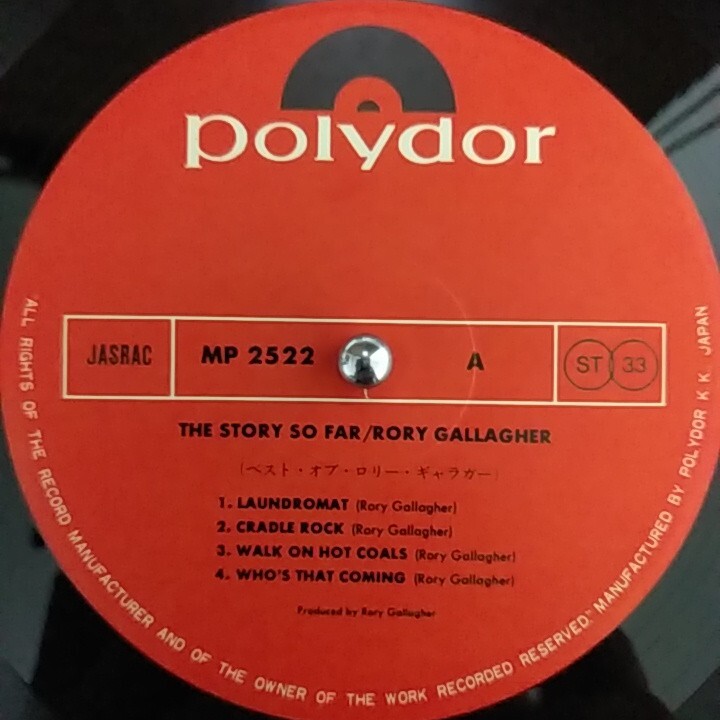 polydor
JASRAC MP 2522 A ST 33
THE STORY SO FAR/RORY GALLAGHER
(ベスト・オブ・ロリー・ギャラガー)
1. LAUNDROMAT (Rory Gallagher)
2. CRADLE ROCK (Rory Gallagher)
3. WALK ON HOT COALS (Rory Gallagher)
4. WHO'S THAT COMING (Rory Gallagher)
Produced by Rory Gallagher
"ALL RIGHTS OF THE RECORD MANUFACTURER AND OF THE OWNER OF THE WORK RECORDED RESERVED." MANUFACTURED BY POLYDOR K K JAPAN